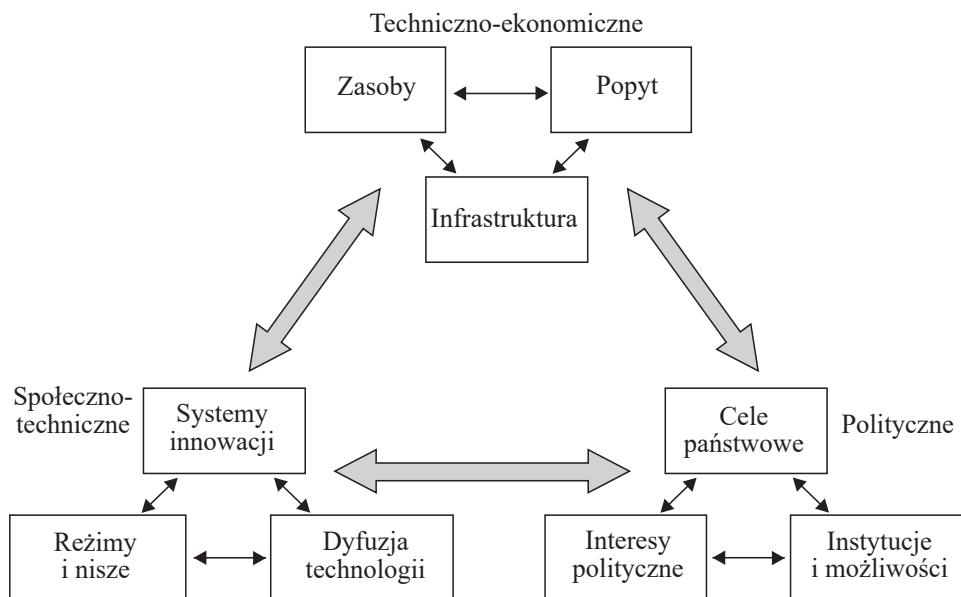 Techniczno-ekonomiczne
Zasoby
Popyt
Infrastruktura
Społeczno-
techniczne
Systemy
innowacji
Reżimy
i nisze
Dyfuzja
technologii
Cele
państwowe
Polityczne
Interesy
polityczne
Instytucje
i możliwości